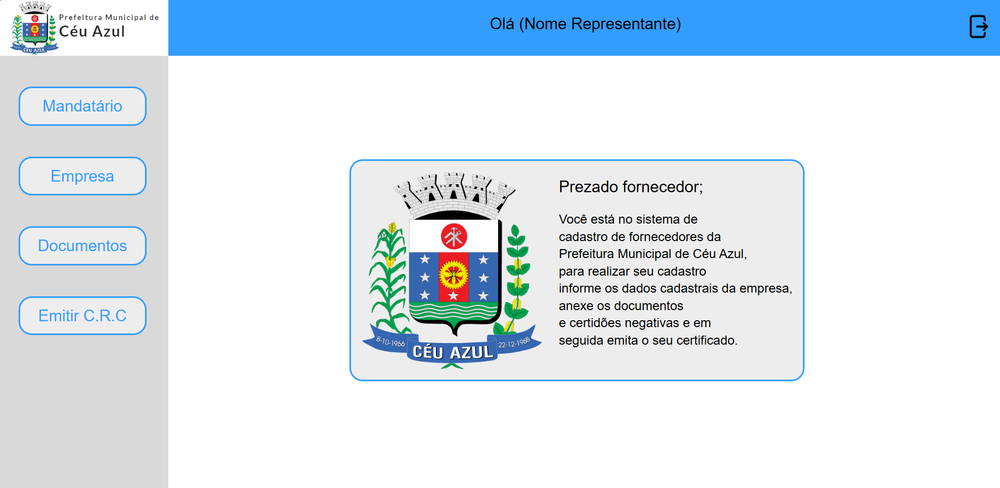 Prefeitura Municipal de
Céu Azul
CÉU AZUL
Olá (Nome Representante)
Mandatário
Empresa
Documentos
Emitir C.R.C
8-10-1966
CÉU AZUL
22-12-1968
Prezado fornecedor;
Você está no sistema de
cadastro de fornecedores da
Prefeitura Municipal de Céu Azul,
para realizar seu cadastro
informe os dados cadastrais da empresa,
anexe os documentos
e certidões negativas e em
seguida emita o seu certificado.